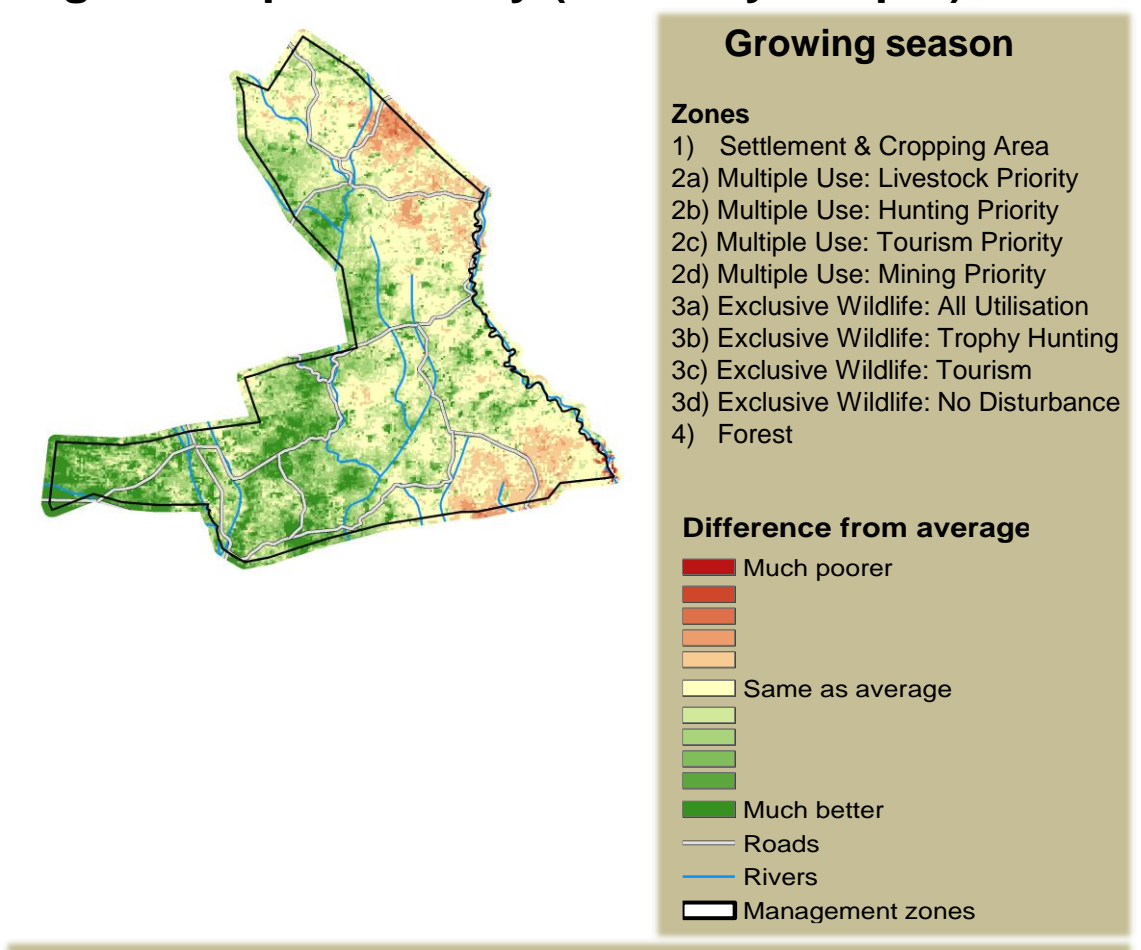 Growing season
Zones
1) Settlement & Cropping Area
2a) Multiple Use: Livestock Priority
2b) Multiple Use: Hunting Priority
2c) Multiple Use: Tourism Priority
2d) Multiple Use: Mining Priority
3a) Exclusive Wildlife: All Utilisation
3b) Exclusive Wildlife: Trophy Hunting
3c) Exclusive Wildlife: Tourism
3d) Exclusive Wildlife: No Disturbance
4) Forest
Difference from average
Much poorer
Same as average
Much better
Roads
Rivers
Management zones